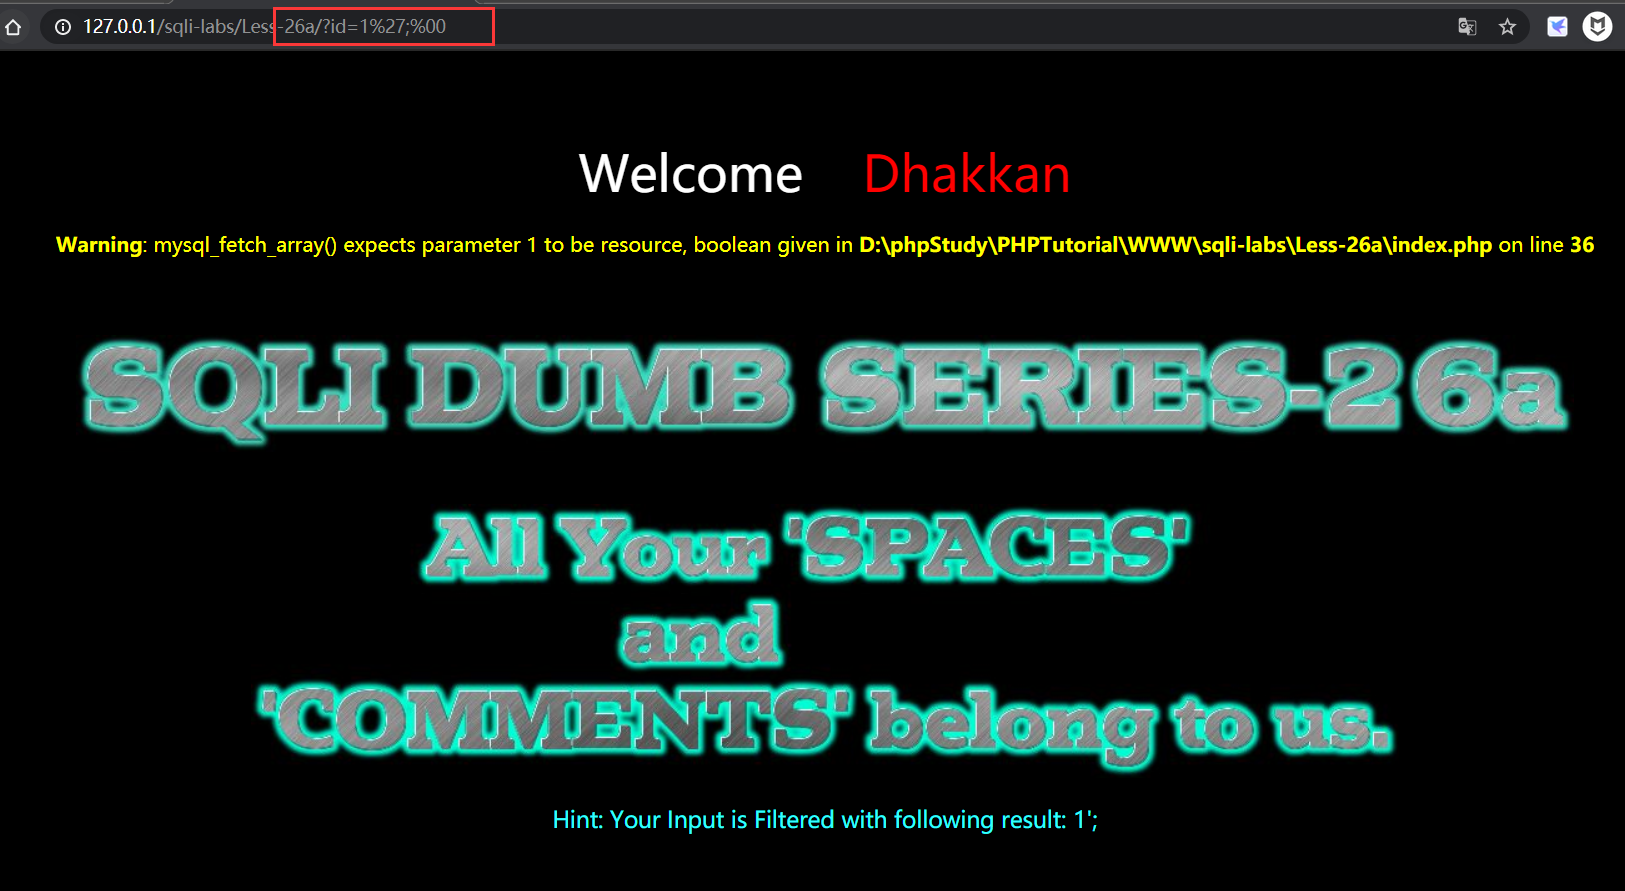 127.0.0.1/sqli-labs/Less-26a/?id=1%27;%00
Welcome Dhakkan
Warning: mysql_fetch_array() expects parameter 1 to be resource, boolean given in D:\phpStudy\PHPTutorial\WWW\sqli-labs\Less-26a\index.php on line 36
SQLI DUMB SERIES-26a
All Your 'SPACES'
and
'COMMENTS' belong to us.
Hint: Your Input is Filtered with following result: 1';